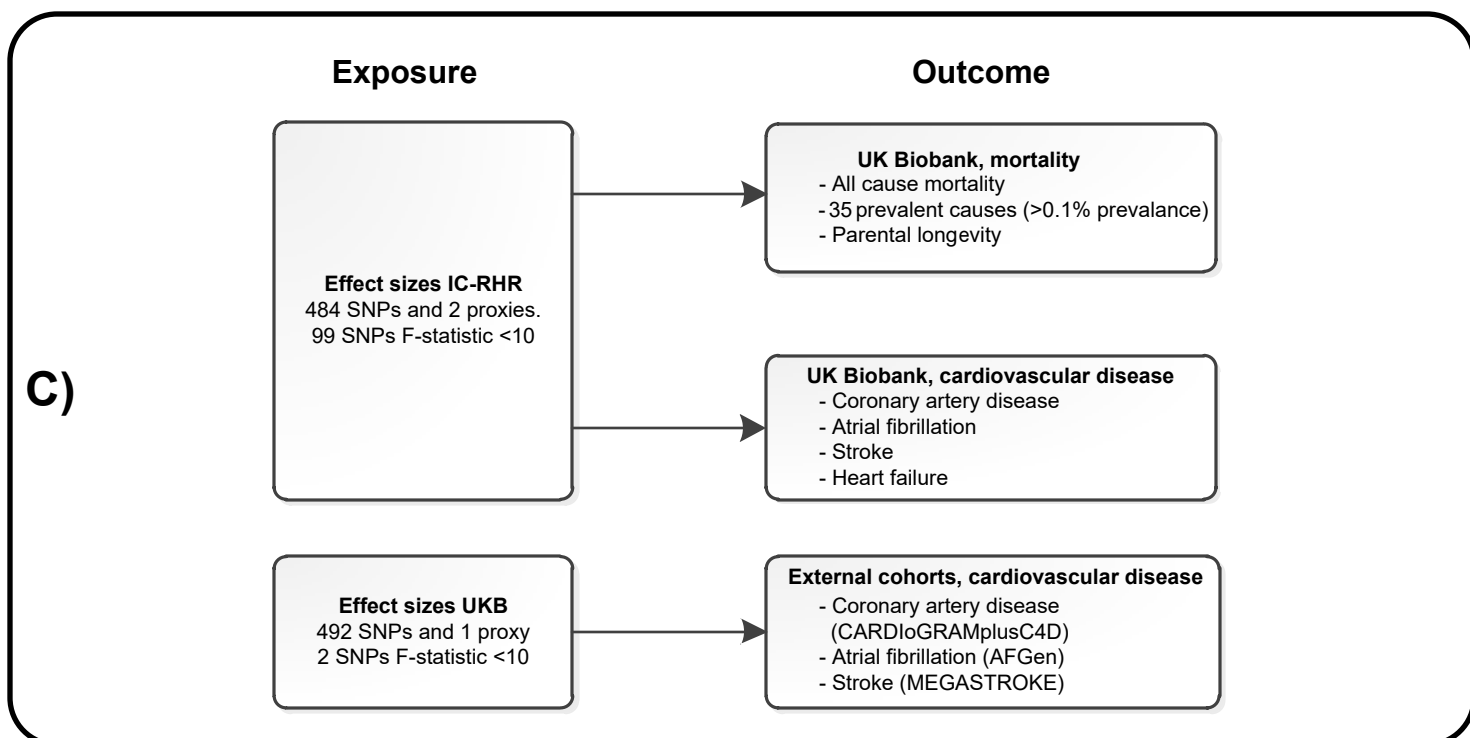 C)
Exposure
Outcome
Effect sizes IC-RHR
484 SNPs and 2 proxies.
99 SNPs F-statistic <10
UK Biobank, mortality
- All cause mortality
- 35 prevalent causes (>0.1% prevalance)
- Parental longevity
UK Biobank, cardiovascular disease
- Coronary artery disease
- Atrial fibrillation
- Stroke
- Heart failure
Effect sizes UKB
492 SNPs and 1 proxy
2 SNPs F-statistic <10
External cohorts, cardiovascular disease
- Coronary artery disease
(CARDIoGRAMplusC4D)
- Atrial fibrillation (AFGen)
- Stroke (MEGASTROKE)